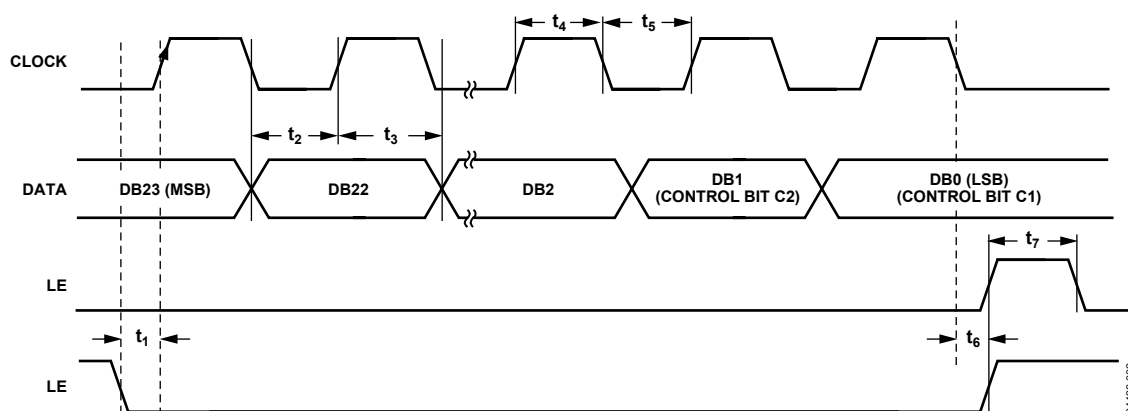 t4
t5
CLOCK
t2
t3
DATA
DB23 (MSB)
DB22
DB2
DB1
(CONTROL BIT C2)
DB0 (LSB)
(CONTROL BIT C1)
t7
LE
t1
t6
LE